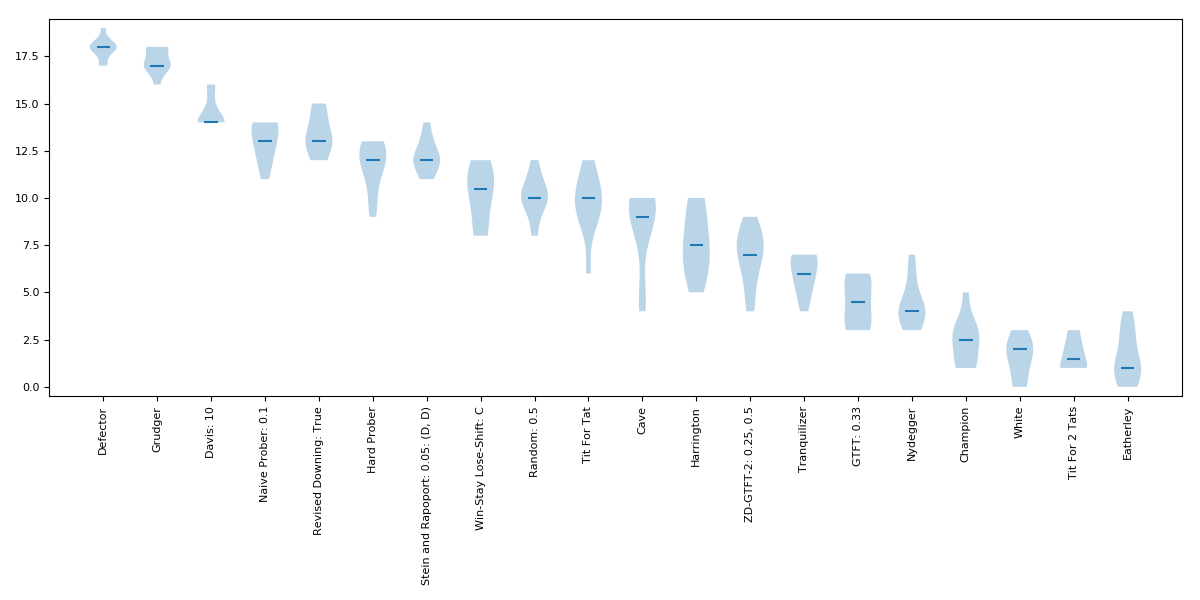 17.5
15.0
12.5
10.0
7.5
5.0
2.5
0.0
Defector
Grudger
Davis: 10
Naive Prober: 0.1
Revised Downing: True
Hard Prober
Stein and Rapoport: 0.05: (D, D)
Win-Stay Lose-Shift: C
Random: 0.5
Tit For Tat
Cave
Harrington
ZD-GTFT-2: 0.25, 0.5
Tranquilizer
GTFT: 0.33
Nydegger
Champion
White
Tit For 2 Tats
Eatherley